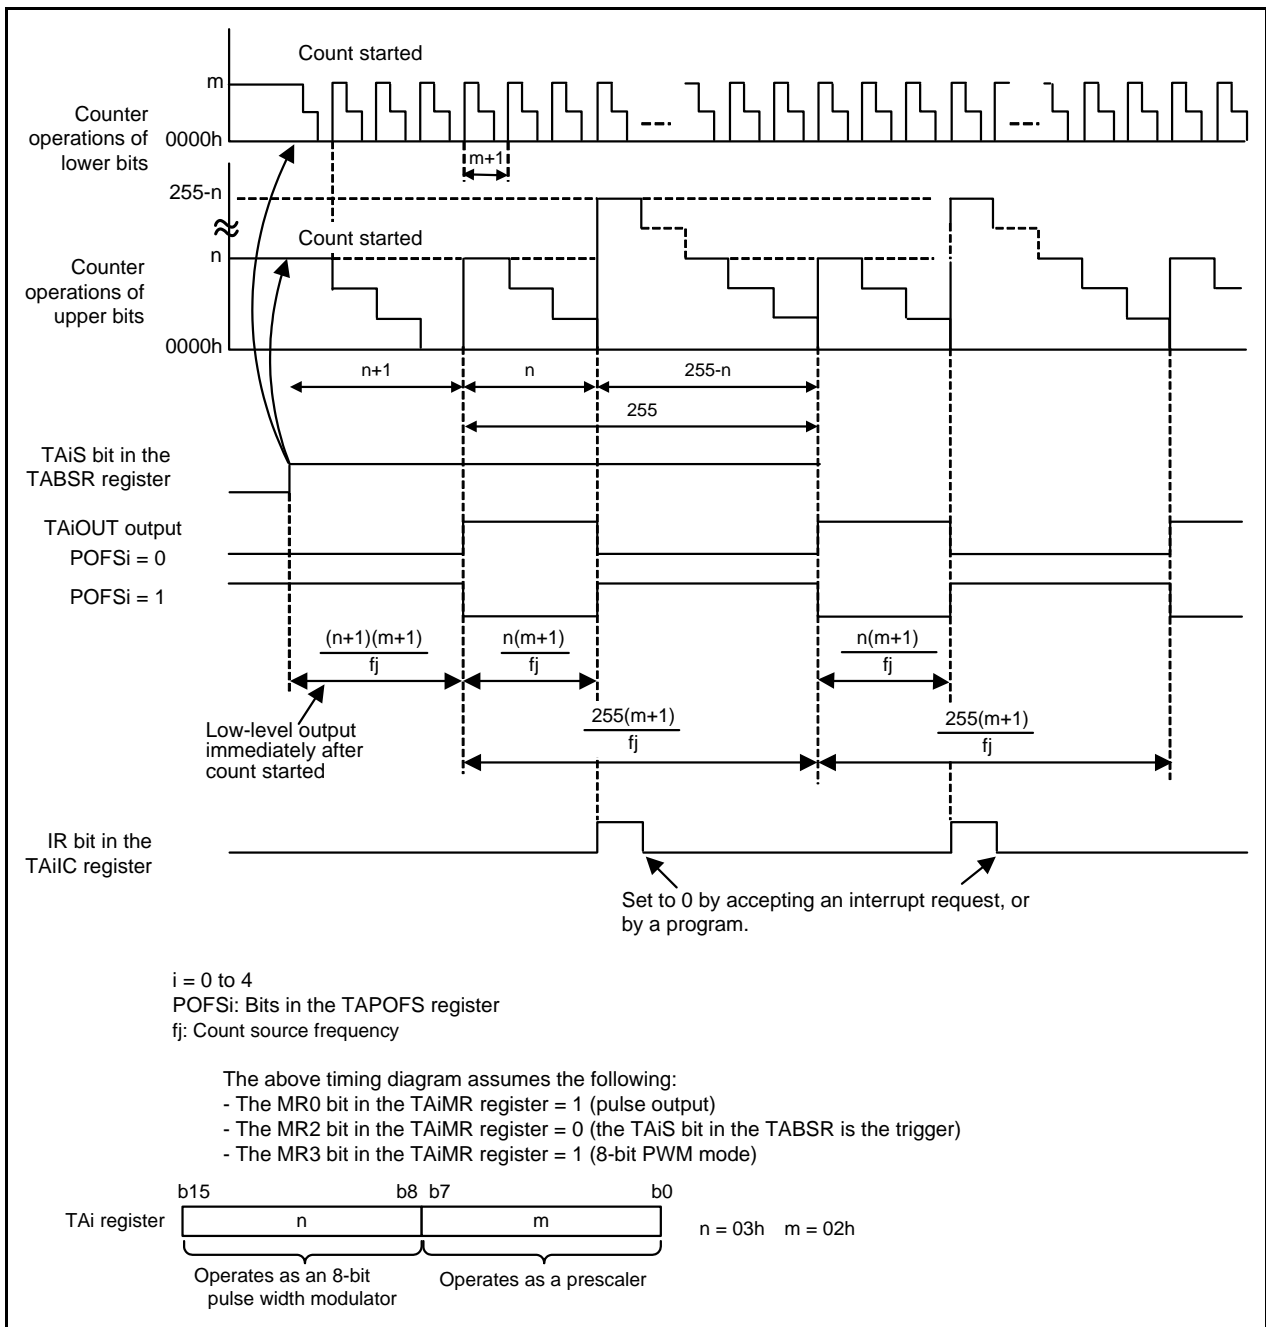 Count started
m
Counter
operations of
lower bits
0000h
m+1
255-n
Count started
n
Counter
operations of
upper bits
0000h
n+1
n
255-n
255
TAiS bit in the
TABSR register
TAiOUT output
POFSi = 0
POFSi = 1
(n+1)(m+1)
fj
n(m+1)
fj
n(m+1)
fj
Low-level output
immediately after
count started
255(m+1)
fj
255(m+1)
fj
IR bit in the
TAiIC register
Set to 0 by accepting an interrupt request, or
by a program.
i = 0 to 4
POFSi: Bits in the TAPOFS register
fj: Count source frequency
The above timing diagram assumes the following:
- The MR0 bit in the TAiMR register = 1 (pulse output)
- The MR2 bit in the TAiMR register = 0 (the TAiS bit in the TABSR is the trigger)
- The MR3 bit in the TAiMR register = 1 (8-bit PWM mode)
b15 b8 b7 b0
TAi register n m n = 03h m = 02h
Operates as an 8-bit
pulse width modulator
Operates as a prescaler